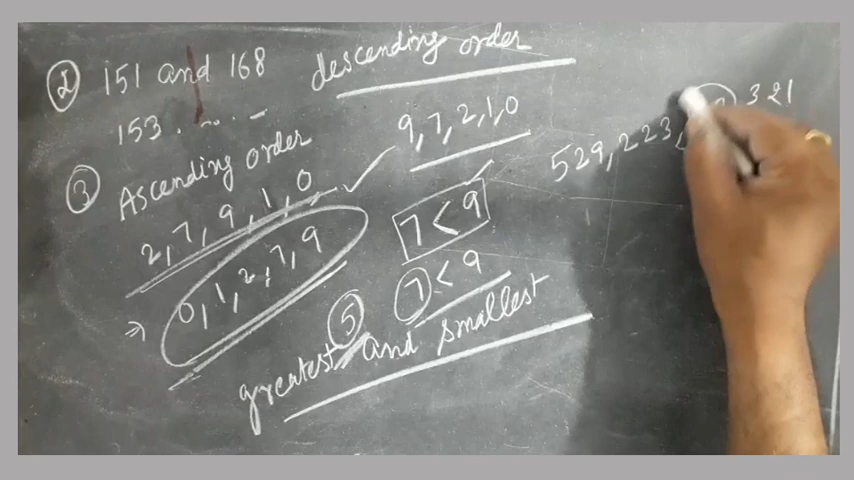 ② 151 and 168
153 . ~ . –
③ Ascending order
2, 7, 9, 1, 0
⇒ 0, 1, 2, 7, 9
descending order
9, 7, 2, 1, 0
7 < 9
7 < 9
⑤
greatest and smallest
529, 223, 321